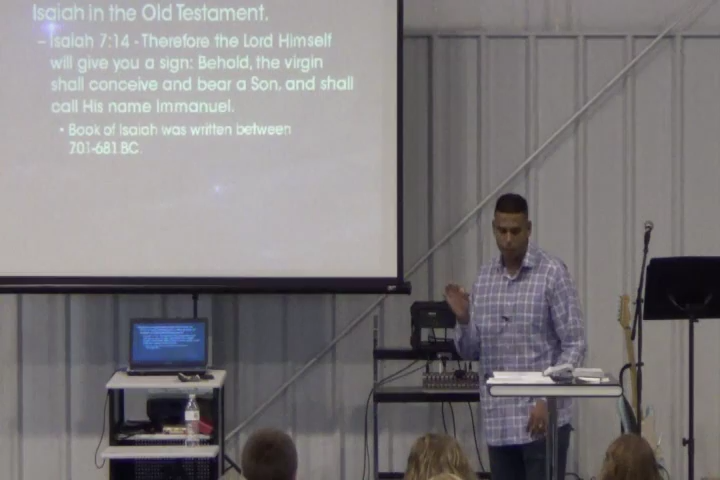 Isaiah in the Old Testament.
– Isaiah 7:14 - Therefore the Lord Himself
will give you a sign: Behold, the virgin
shall conceive and bear a Son, and shall
call His name Immanuel.
• Book of Isaiah was written between
701-681 BC